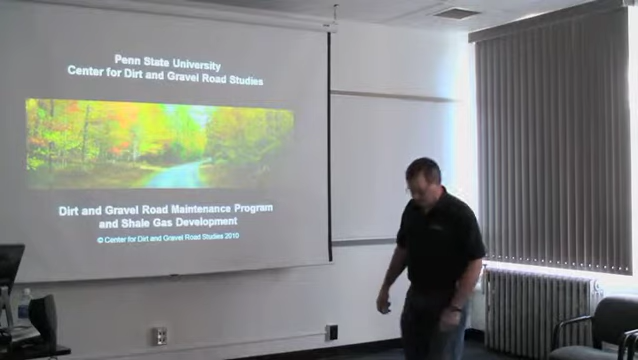 Penn State University
Center for Dirt and Gravel Road Studies
Dirt and Gravel Road Maintenance Program
and Shale Gas Development
© Center for Dirt and Gravel Road Studies 2010